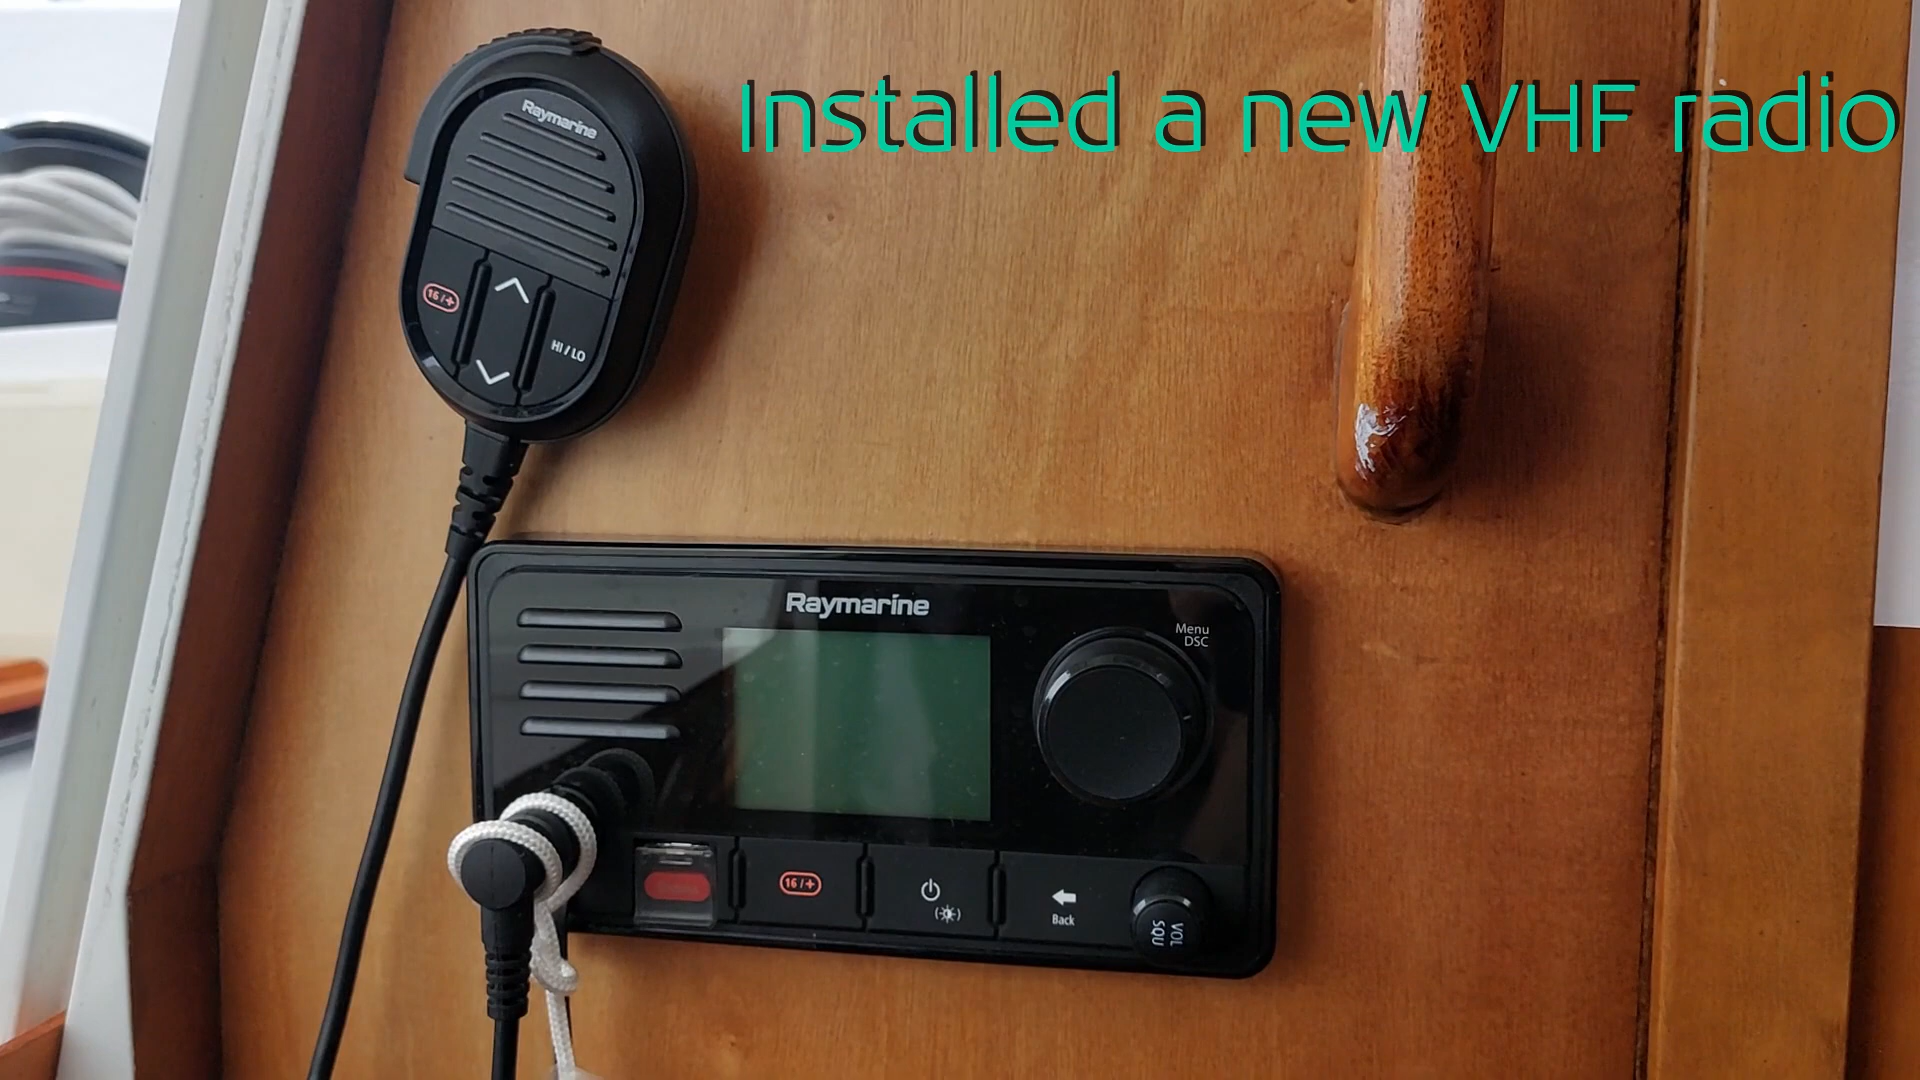 Installed a new VHF radio
Raymarine
16/+
HI / LO
Raymarine
Menu
DSC
16/+
Back
VOL
SQU